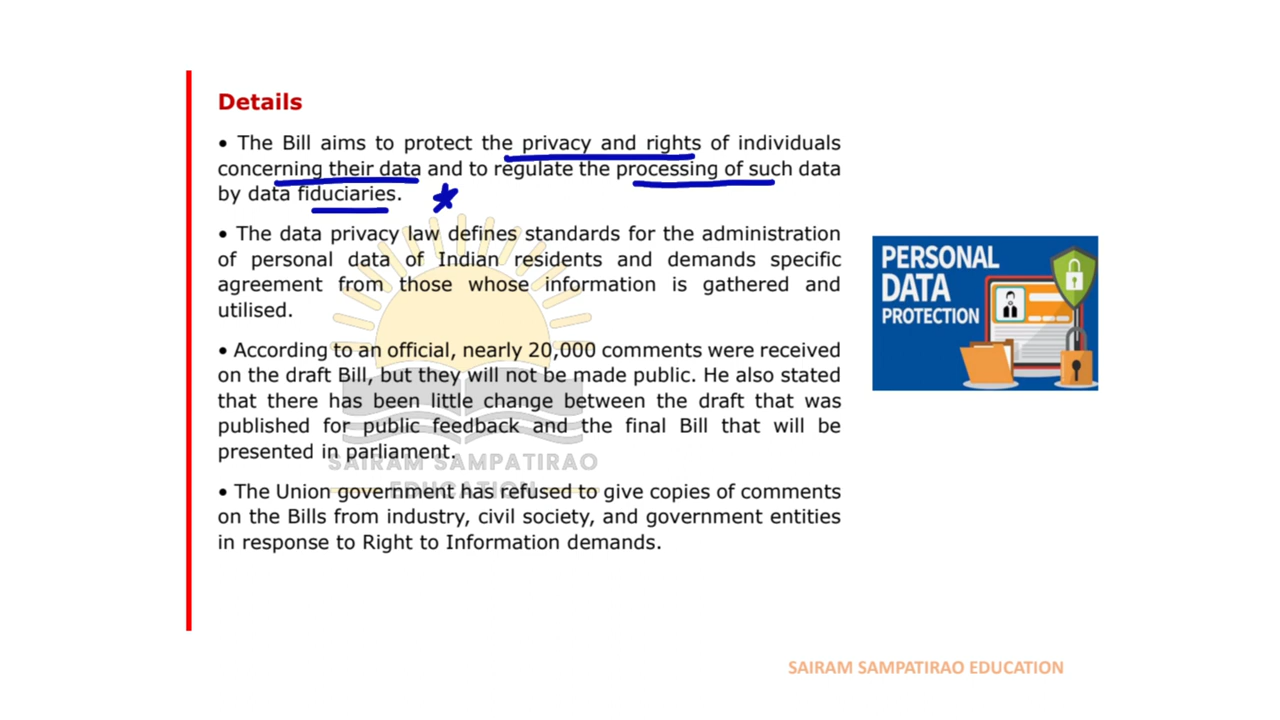 Details
• The Bill aims to protect the privacy and rights of individuals
concerning their data and to regulate the processing of such data
by data fiduciaries.
• The data privacy law defines standards for the administration
of personal data of Indian residents and demands specific
agreement from those whose information is gathered and
utilised.
• According to an official, nearly 20,000 comments were received
on the draft Bill, but they will not be made public. He also stated
that there has been little change between the draft that was
published for public feedback and the final Bill that will be
presented in parliament.
• The Union government has refused to give copies of comments
on the Bills from industry, civil society, and government entities
in response to Right to Information demands.
SAIRAM SAMPATIRAO
EDUCATION
PERSONAL
DATA
PROTECTION
SAIRAM SAMPATIRAO EDUCATION